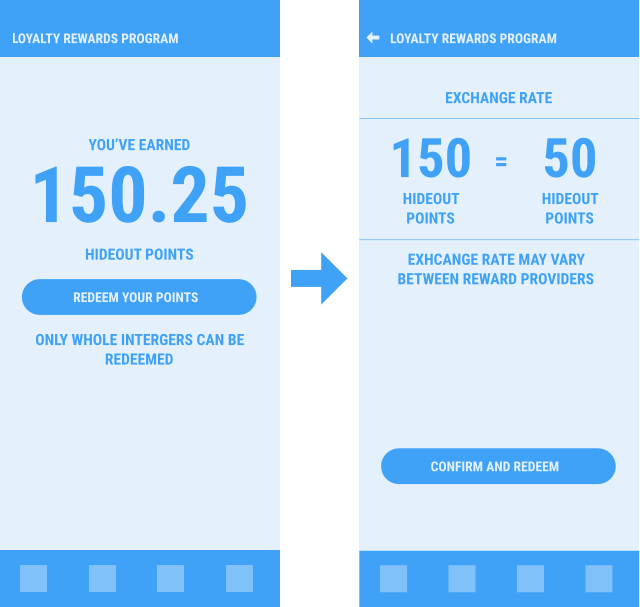 LOYALTY REWARDS PROGRAM
YOU'VE EARNED
150.25
HIDEOUT POINTS
REDEEM YOUR POINTS
ONLY WHOLE INTERGERS CAN BE
REDEEMED
LOYALTY REWARDS PROGRAM
EXCHANGE RATE
150 = 50
HIDEOUT HIDEOUT
POINTS POINTS
EXHCANGE RATE MAY VARY
BETWEEN REWARD PROVIDERS
CONFIRM AND REDEEM